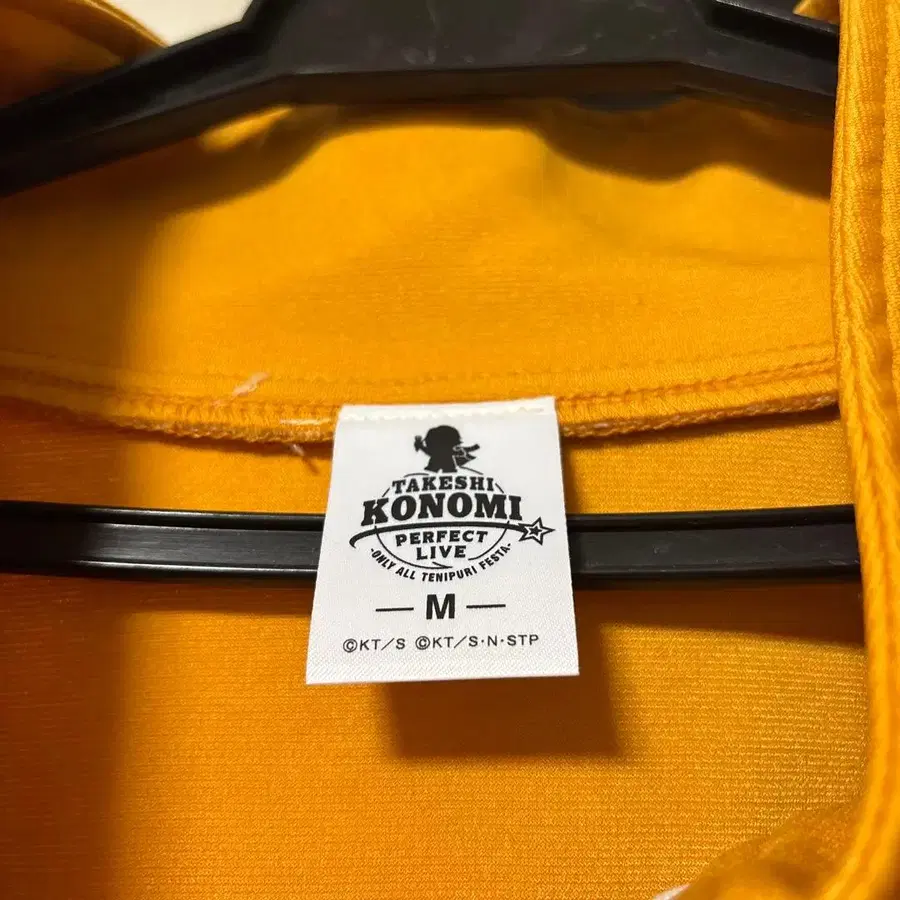 TAKESHI
KONOMI
PERFECT
LIVE
-ONLY ALL TENIPURI FESTA-
— M —
©KT/S ©KT/S・N・STP